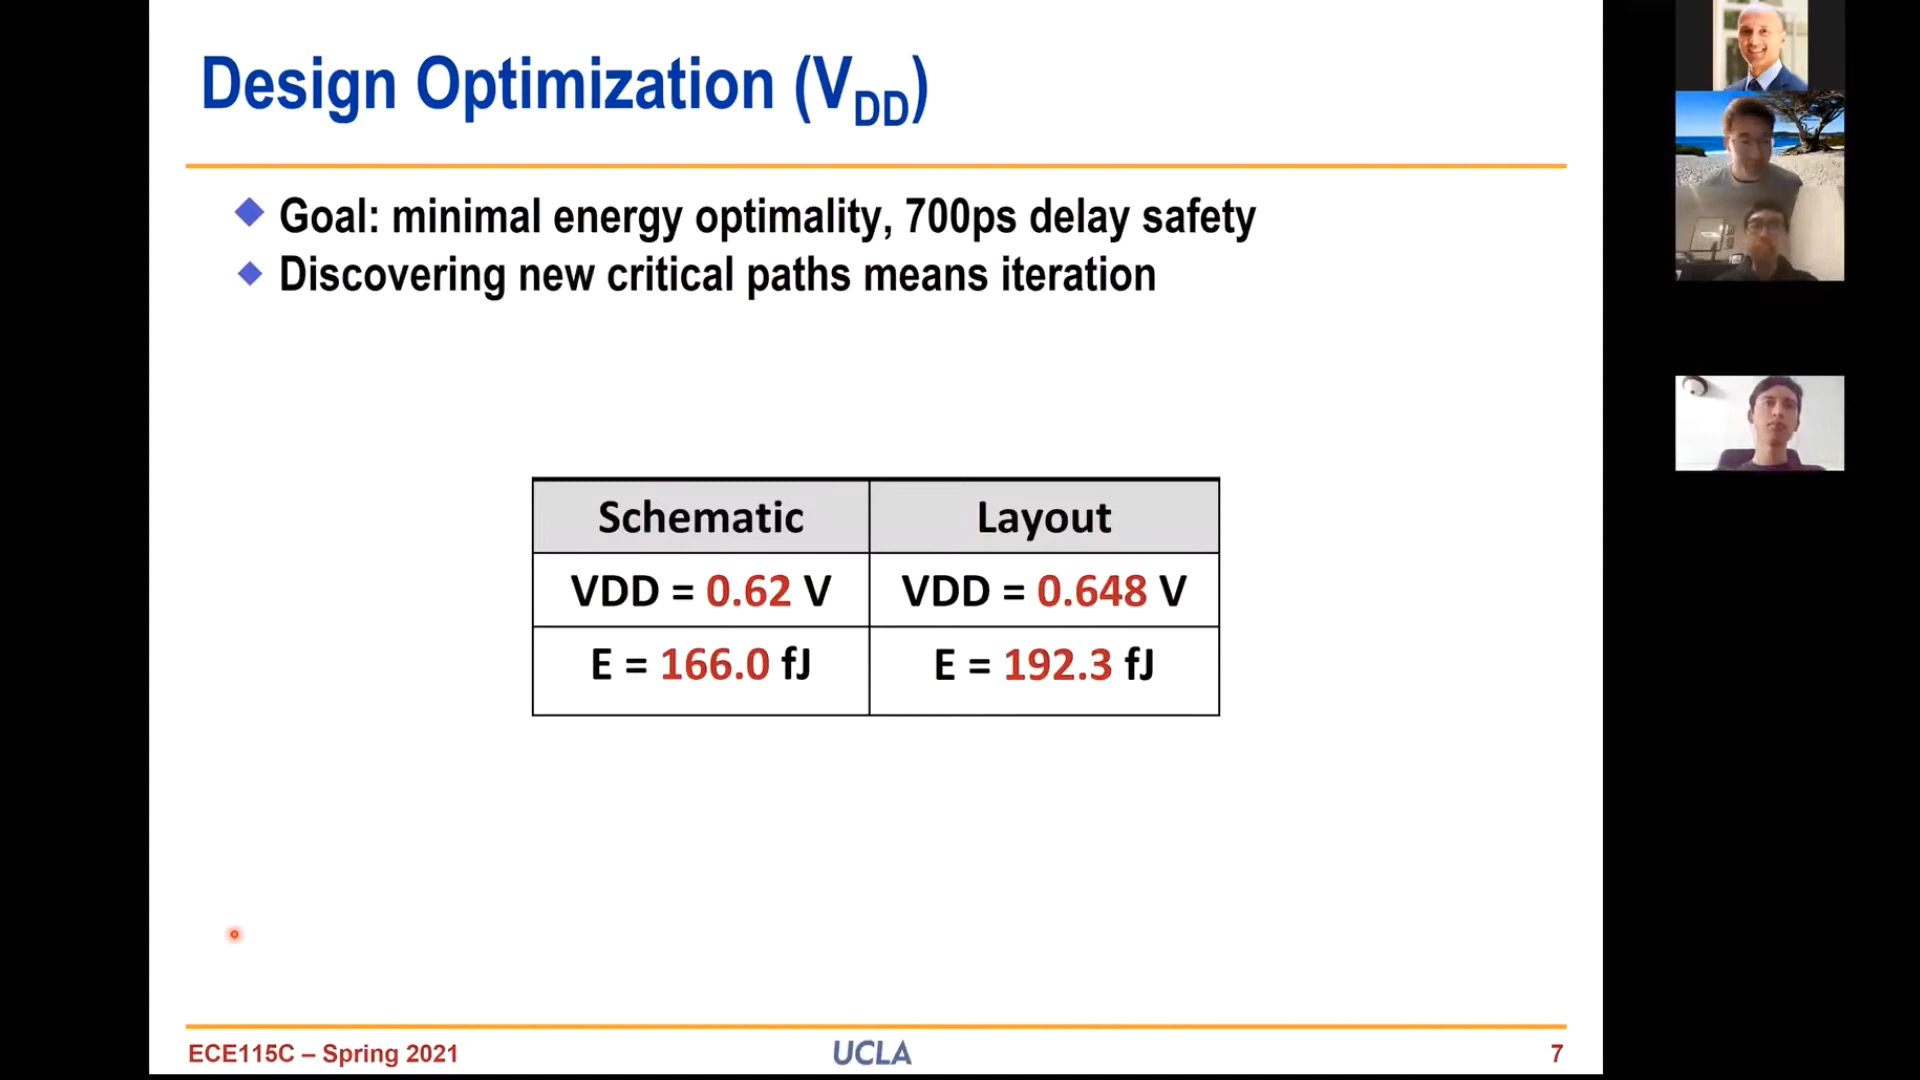 Design Optimization (VDD)
Goal: minimal energy optimality, 700ps delay safety
Discovering new critical paths means iteration
Schematic Layout
VDD = 0.62 V VDD = 0.648 V
E = 166.0 fJ E = 192.3 fJ
ECE115C – Spring 2021 UCLA 7